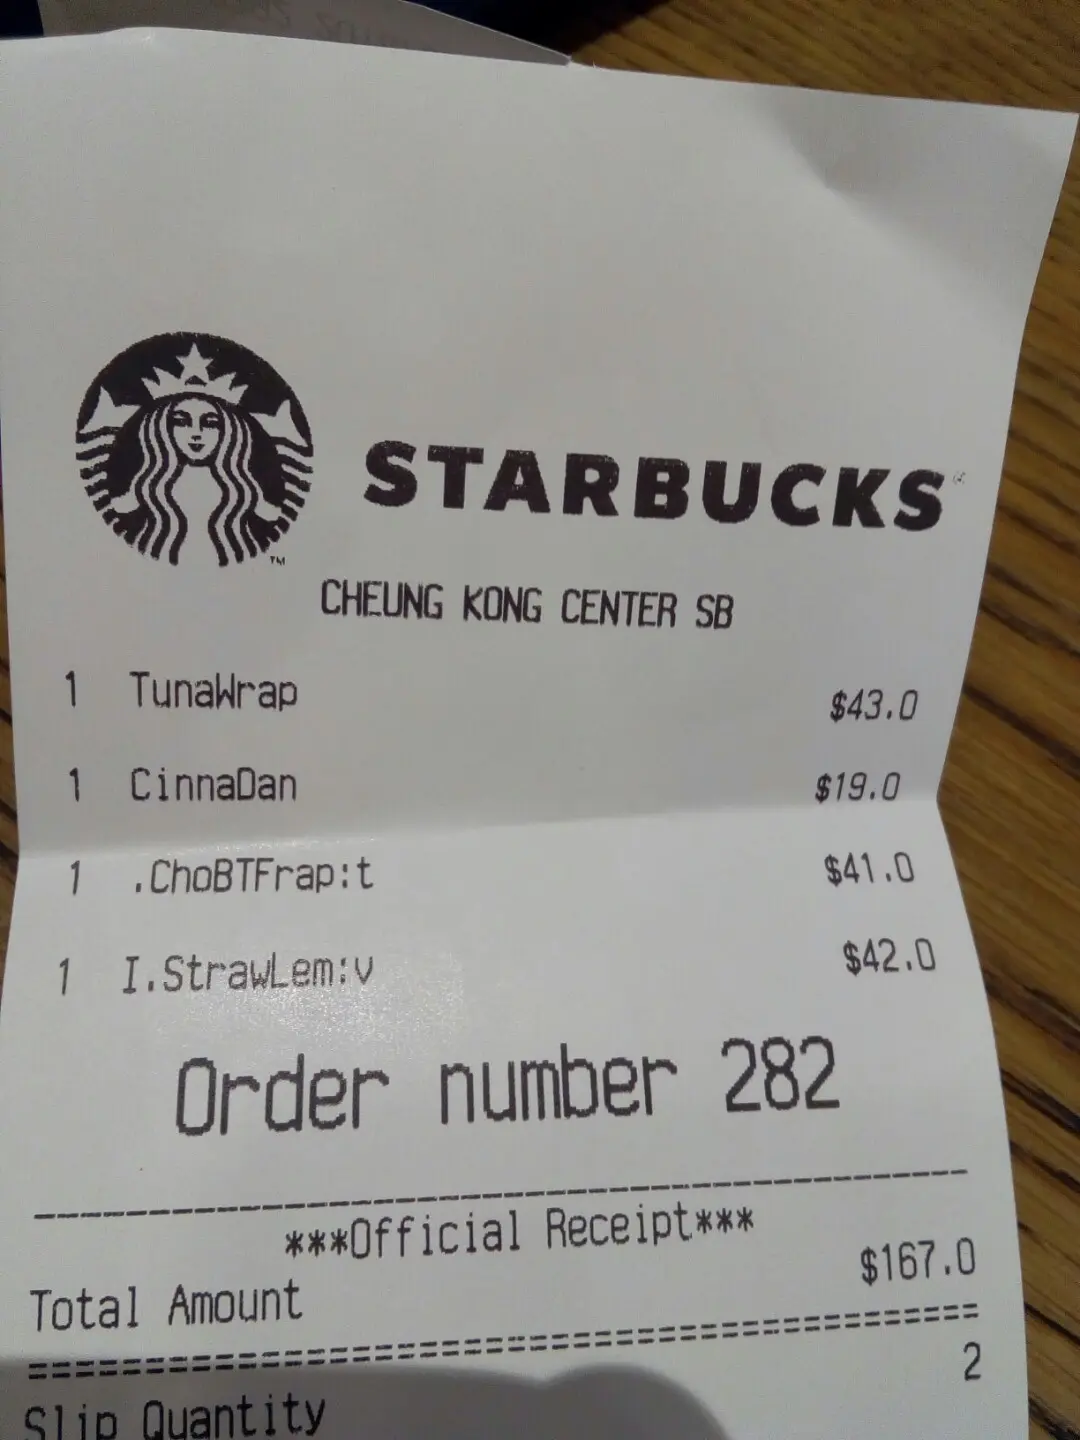 STARBUCKS
TM
CHEUNG KONG CENTER SB
1 TunaWrap $43.0
1 CinnaDan $19.0
1 .ChoBTFrap:t $41.0
1 I.StrawLem:v $42.0
Order number 282
***Official Receipt***
Total Amount $167.0
================================
2
Slip Quantity